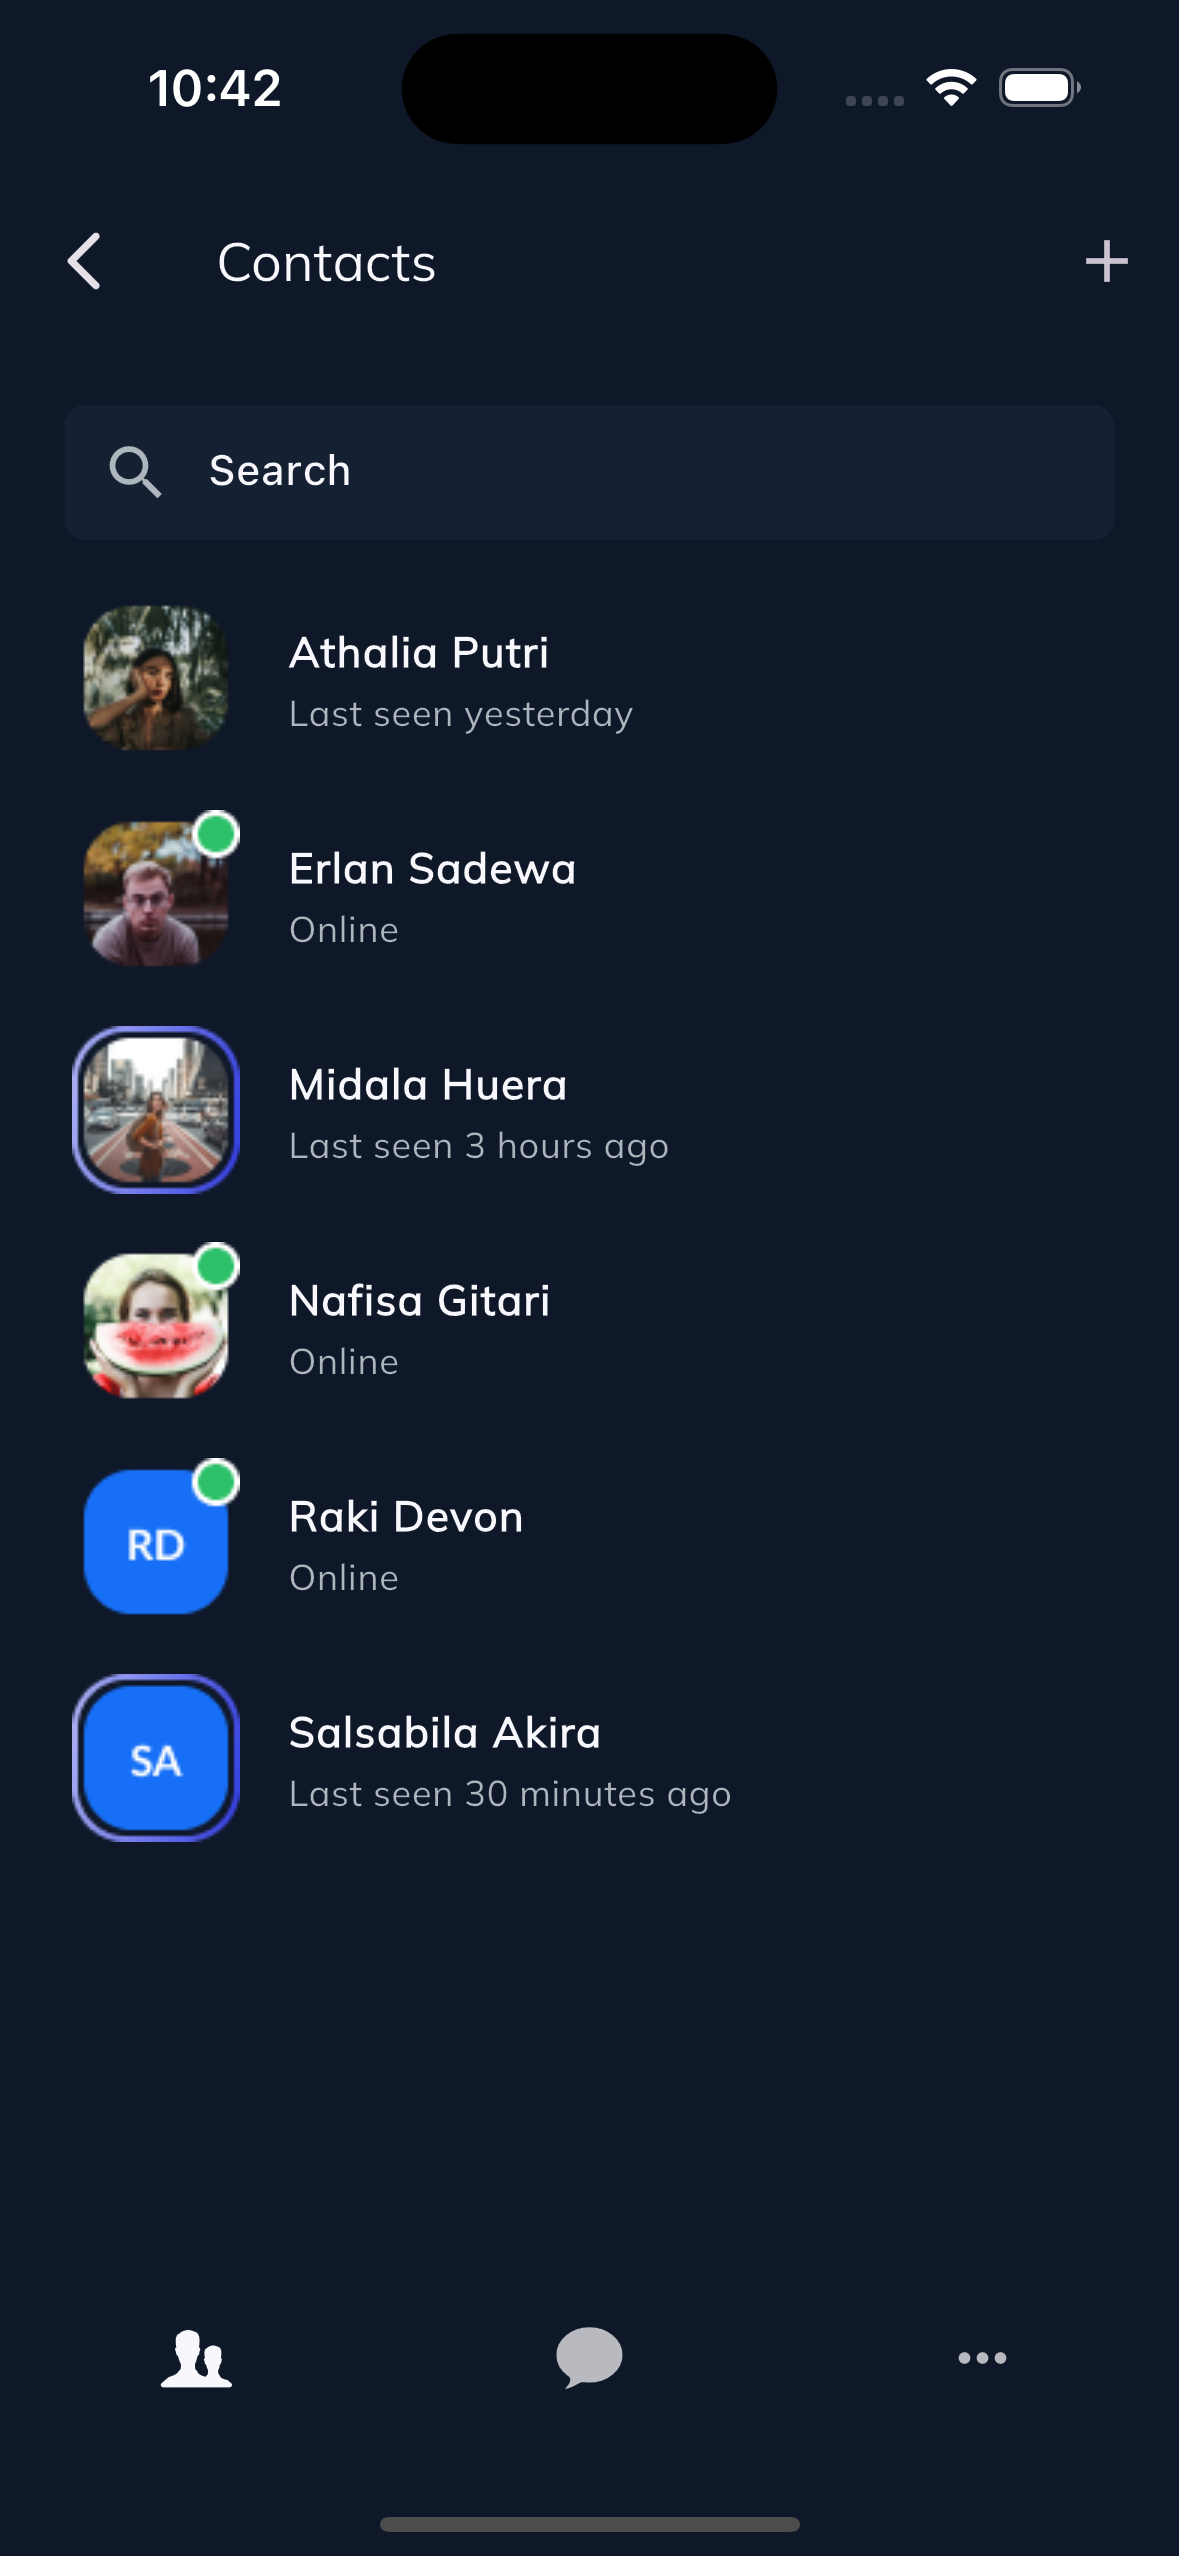 10:42
Contacts
Search
Athalia Putri
Last seen yesterday
Erlan Sadewa
Online
Midala Huera
Last seen 3 hours ago
Nafisa Gitari
Online
RD
Raki Devon
Online
SA
Salsabila Akira
Last seen 30 minutes ago